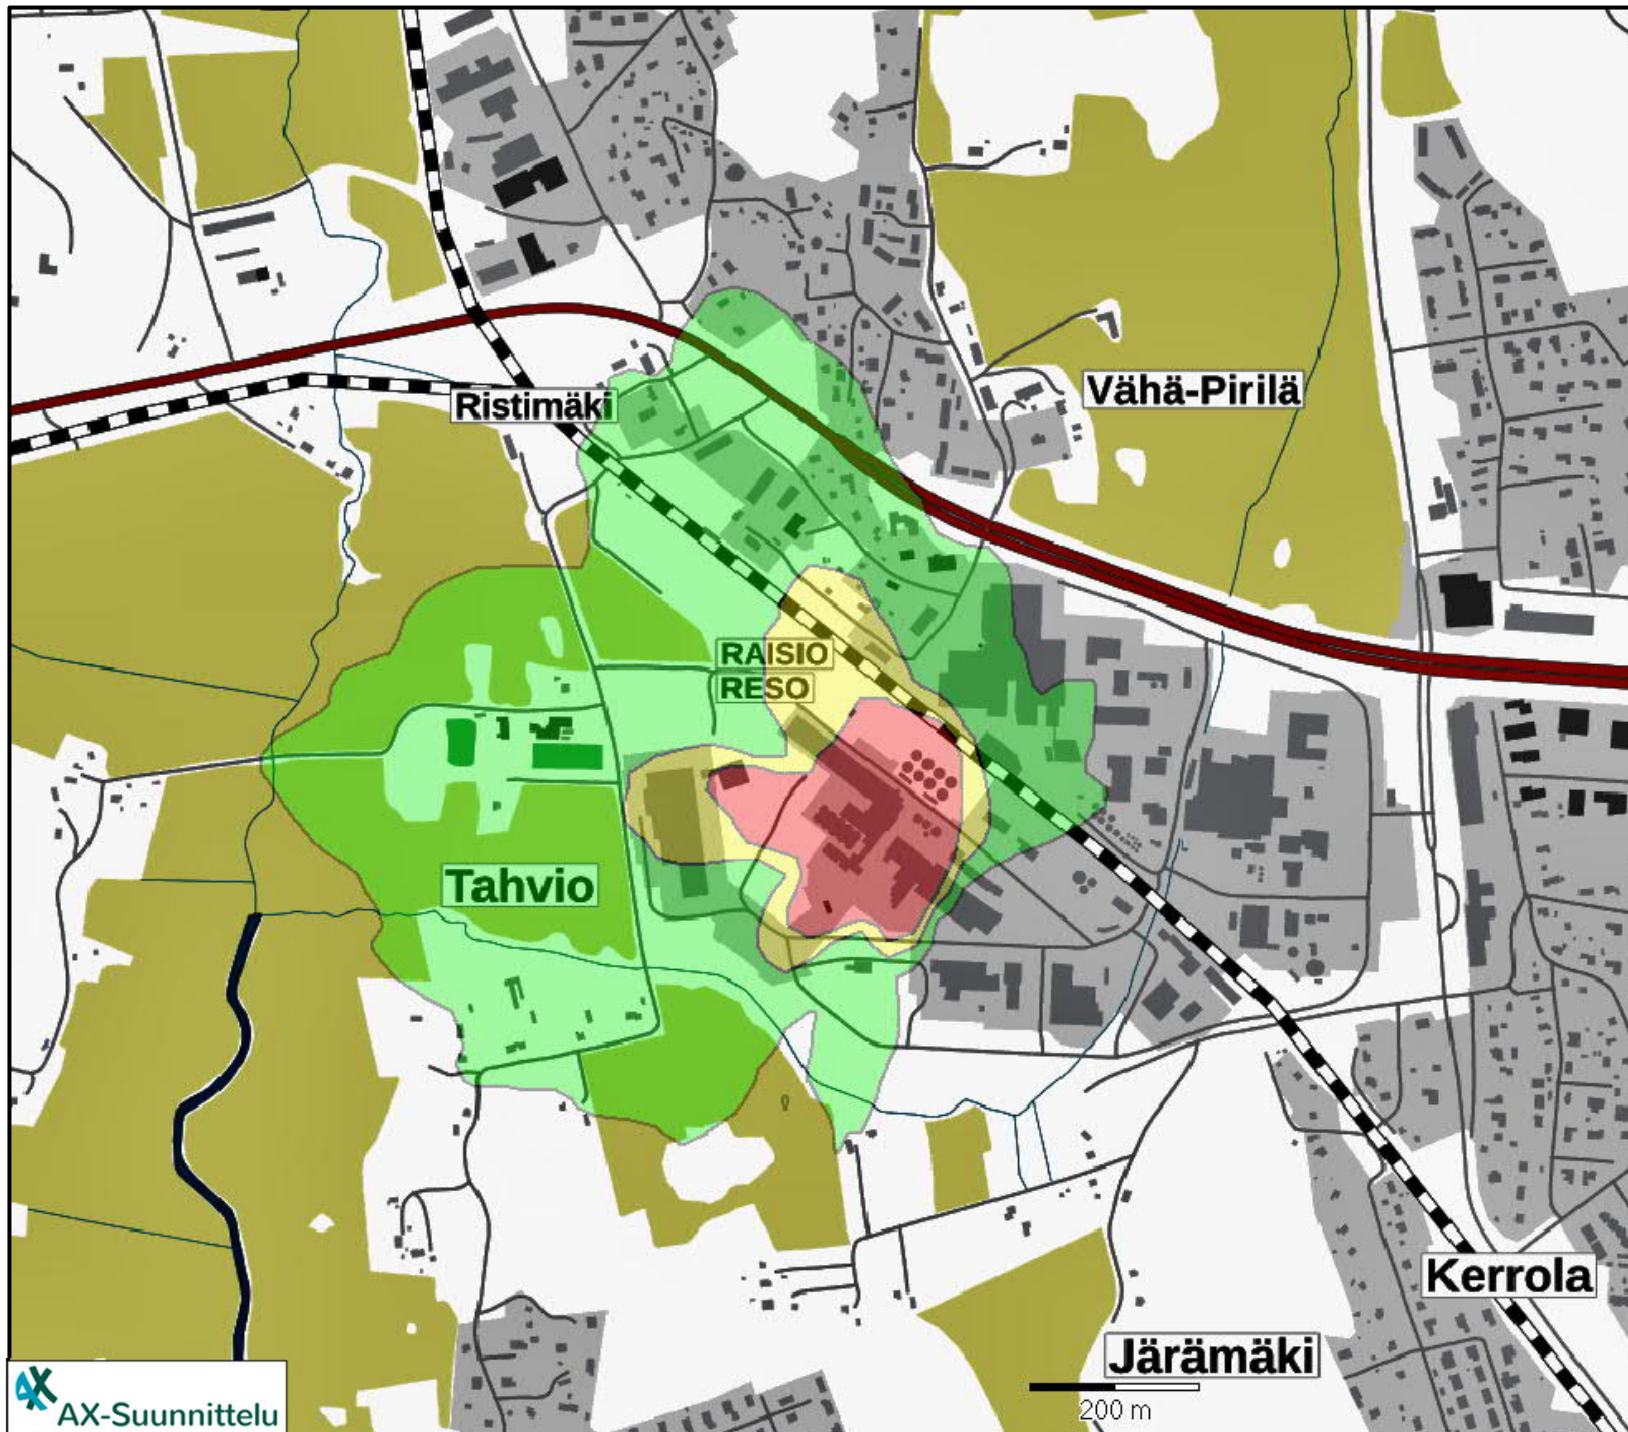 Vähä-Pirilä
Ristimäki
RAISIO
RESO
Tahvio
Kerrola
Järämäki
200 m
AX-Suunnittelu